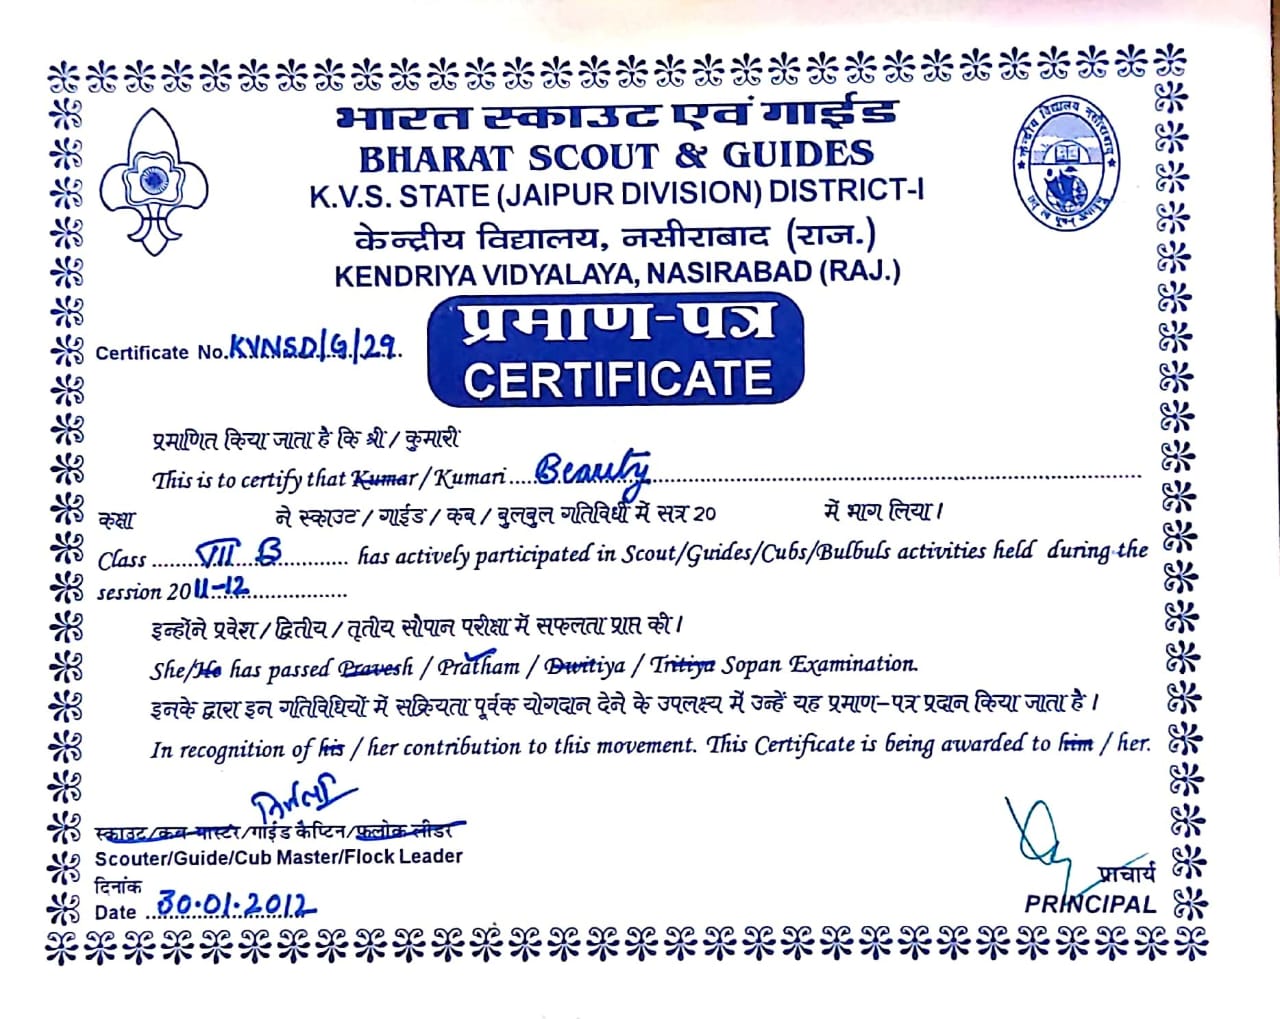 भारत स्काउट एवं गाईड
BHARAT SCOUT & GUIDES
K.V.S. STATE (JAIPUR DIVISION) DISTRICT-I
केन्द्रीय विद्यालय, नसीराबाद (राज.)
KENDRIYA VIDYALAYA, NASIRABAD (RAJ.)
केन्द्रीय विद्यालय नसीराबाद
प्रमाण-पत्र
Certificate No. KVNSD/G/29.
CERTIFICATE
प्रमाणित किया जाता है कि श्री / कुमारी
This is to certify that Kumar / Kumari .... Beauty
कक्षा ने स्काउट / गाईड / कब / बुलबुल गतिविधी में सत्र 20 में भाग लिया।
Class ........ VII B ............ has actively participated in Scout/Guides/Cubs/Bulbuls activities held during the
session 2011-12
इन्होंने प्रवेश / द्वितीय / तृतीय सोपान परीक्षा में सफलता प्राप्त की।
She/He has passed Pravesh / Pratham / Dwitiya / Tritiya Sopan Examination.
इनके द्वारा इन गतिविधियों में सक्रियता पूर्वक योगदान देने के उपलक्ष्य में उन्हें यह प्रमाण-पत्र प्रदान किया जाता है।
In recognition of his / her contribution to this movement. This Certificate is being awarded to him / her.
निर्मला
स्काउट/कब मास्टर/गाइड कैप्टिन/फ्लोक लीडर
Scouter/Guide/Cub Master/Flock Leader
दिनांक
Date 30.01.2012
प्राचार्य
PRINCIPAL